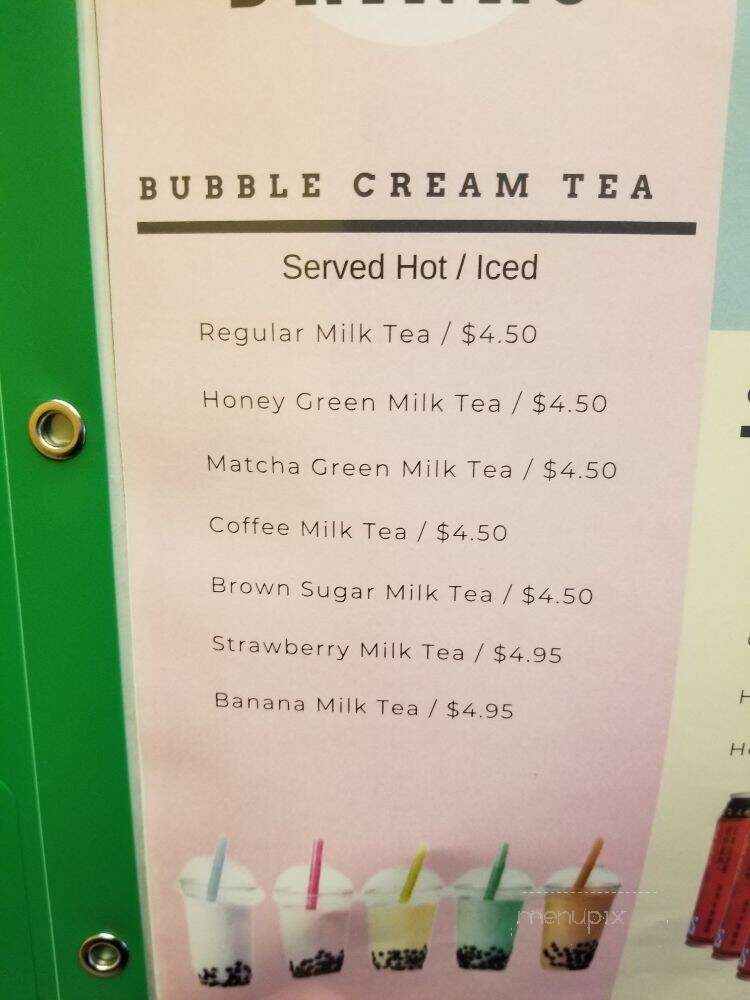 DRINKS
BUBBLE CREAM TEA
Served Hot / Iced
Regular Milk Tea / $4.50
Honey Green Milk Tea / $4.50
Matcha Green Milk Tea / $4.50
Coffee Milk Tea / $4.50
Brown Sugar Milk Tea / $4.50
Strawberry Milk Tea / $4.95
Banana Milk Tea / $4.95
menupix